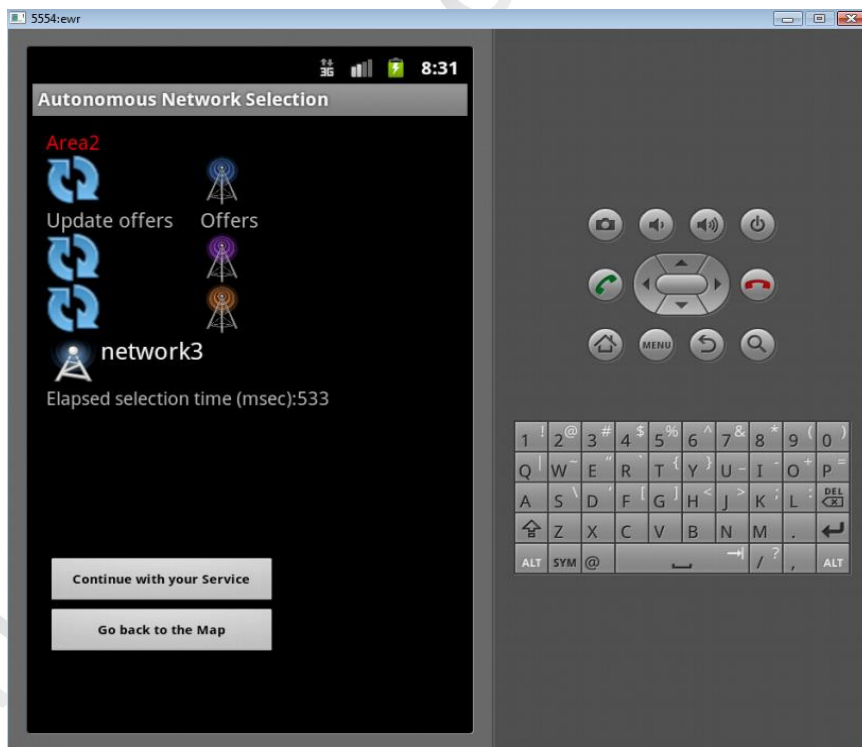 5554:ewr
3G 8:31
Autonomous Network Selection
Area2
Update offers Offers
network3
Elapsed selection time (msec):533
Continue with your Service
Go back to the Map
MENU
1 ! 2 @ 3 # 4 $ 5 % 6 ^ 7 & 8 * 9 ( 0 )
Q | W ~ E " R ` T { Y } U - I - O + P =
A S \ D ' F [ G ] H < J > K ; L : DEL
Z X C V B N M .
ALT SYM @ / ? , ALT